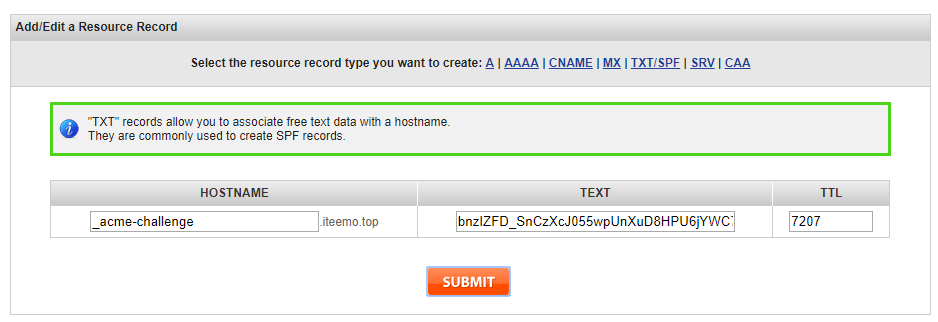 Add/Edit a Resource Record
Select the resource record type you want to create: A | AAAA | CNAME | MX | TXT/SPF | SRV | CAA
"TXT" records allow you to associate free text data with a hostname.
They are commonly used to create SPF records.
HOSTNAME TEXT TTL
_acme-challenge .iteemo.top 7207
SUBMIT